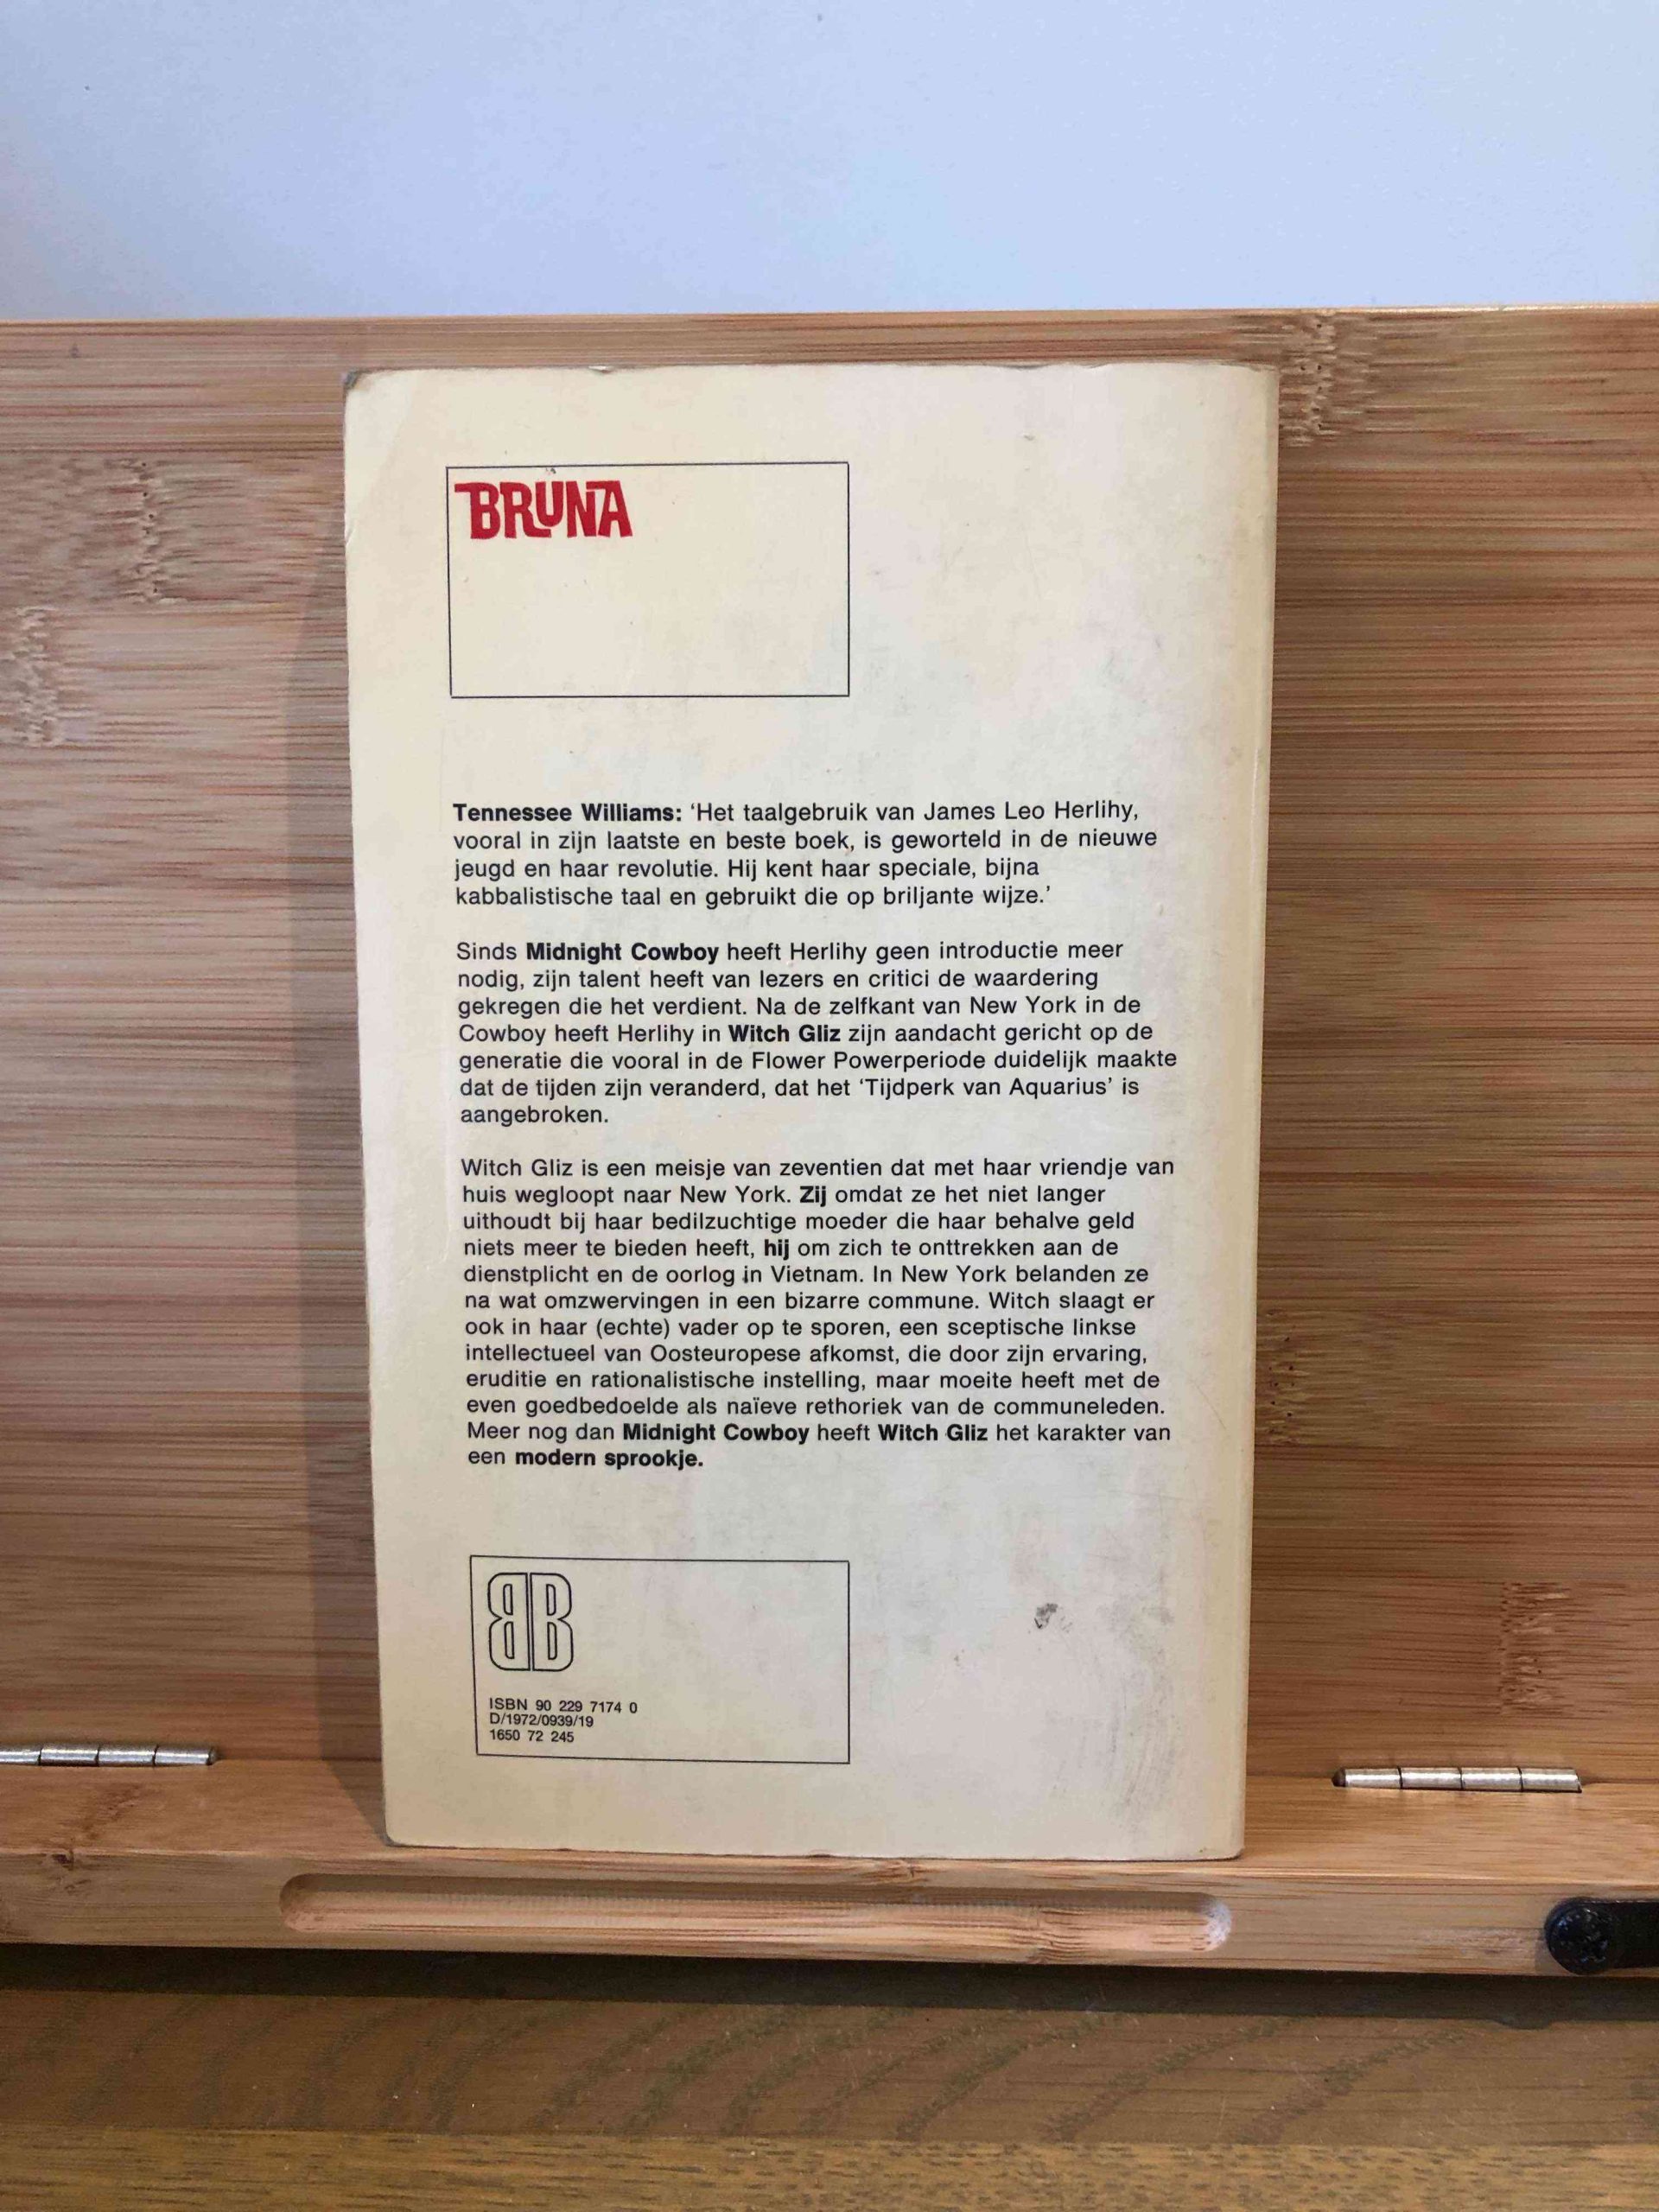 BRUNA
Tennessee Williams: ‘Het taalgebruik van James Leo Herlihy,
vooral in zijn laatste en beste boek, is geworteld in de nieuwe
jeugd en haar revolutie. Hij kent haar speciale, bijna
kabbalistische taal en gebruikt die op briljante wijze.’
Sinds Midnight Cowboy heeft Herlihy geen introductie meer
nodig, zijn talent heeft van lezers en critici de waardering
gekregen die het verdient. Na de zelfkant van New York in de
Cowboy heeft Herlihy in Witch Gliz zijn aandacht gericht op de
generatie die vooral in de Flower Powerperiode duidelijk maakte
dat de tijden zijn veranderd, dat het ‘Tijdperk van Aquarius’ is
aangebroken.
Witch Gliz is een meisje van zeventien dat met haar vriendje van
huis wegloopt naar New York. Zij omdat ze het niet langer
uithoudt bij haar bedilzuchtige moeder die haar behalve geld
niets meer te bieden heeft, hij om zich te onttrekken aan de
dienstplicht en de oorlog in Vietnam. In New York belanden ze
na wat omzwervingen in een bizarre commune. Witch slaagt er
ook in haar (echte) vader op te sporen, een sceptische linkse
intellectueel van Oosteuropese afkomst, die door zijn ervaring,
eruditie en rationalistische instelling, maar moeite heeft met de
even goedbedoelde als naïeve rethoriek van de communeleden.
Meer nog dan Midnight Cowboy heeft Witch Gliz het karakter van
een modern sprookje.
BB
ISBN 90 229 7174 0
D/1972/0939/19
1650 72 245